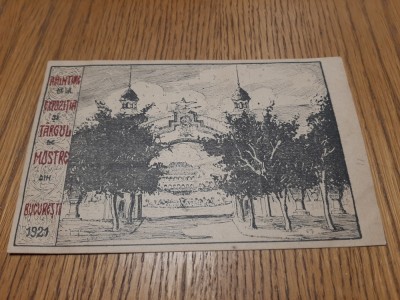 AMINTIRE
DE LA
EXPOZIȚIA
ȘI
TÂRGUL
DE
MOSTRE
DIN
BUCUREȘTI
1921